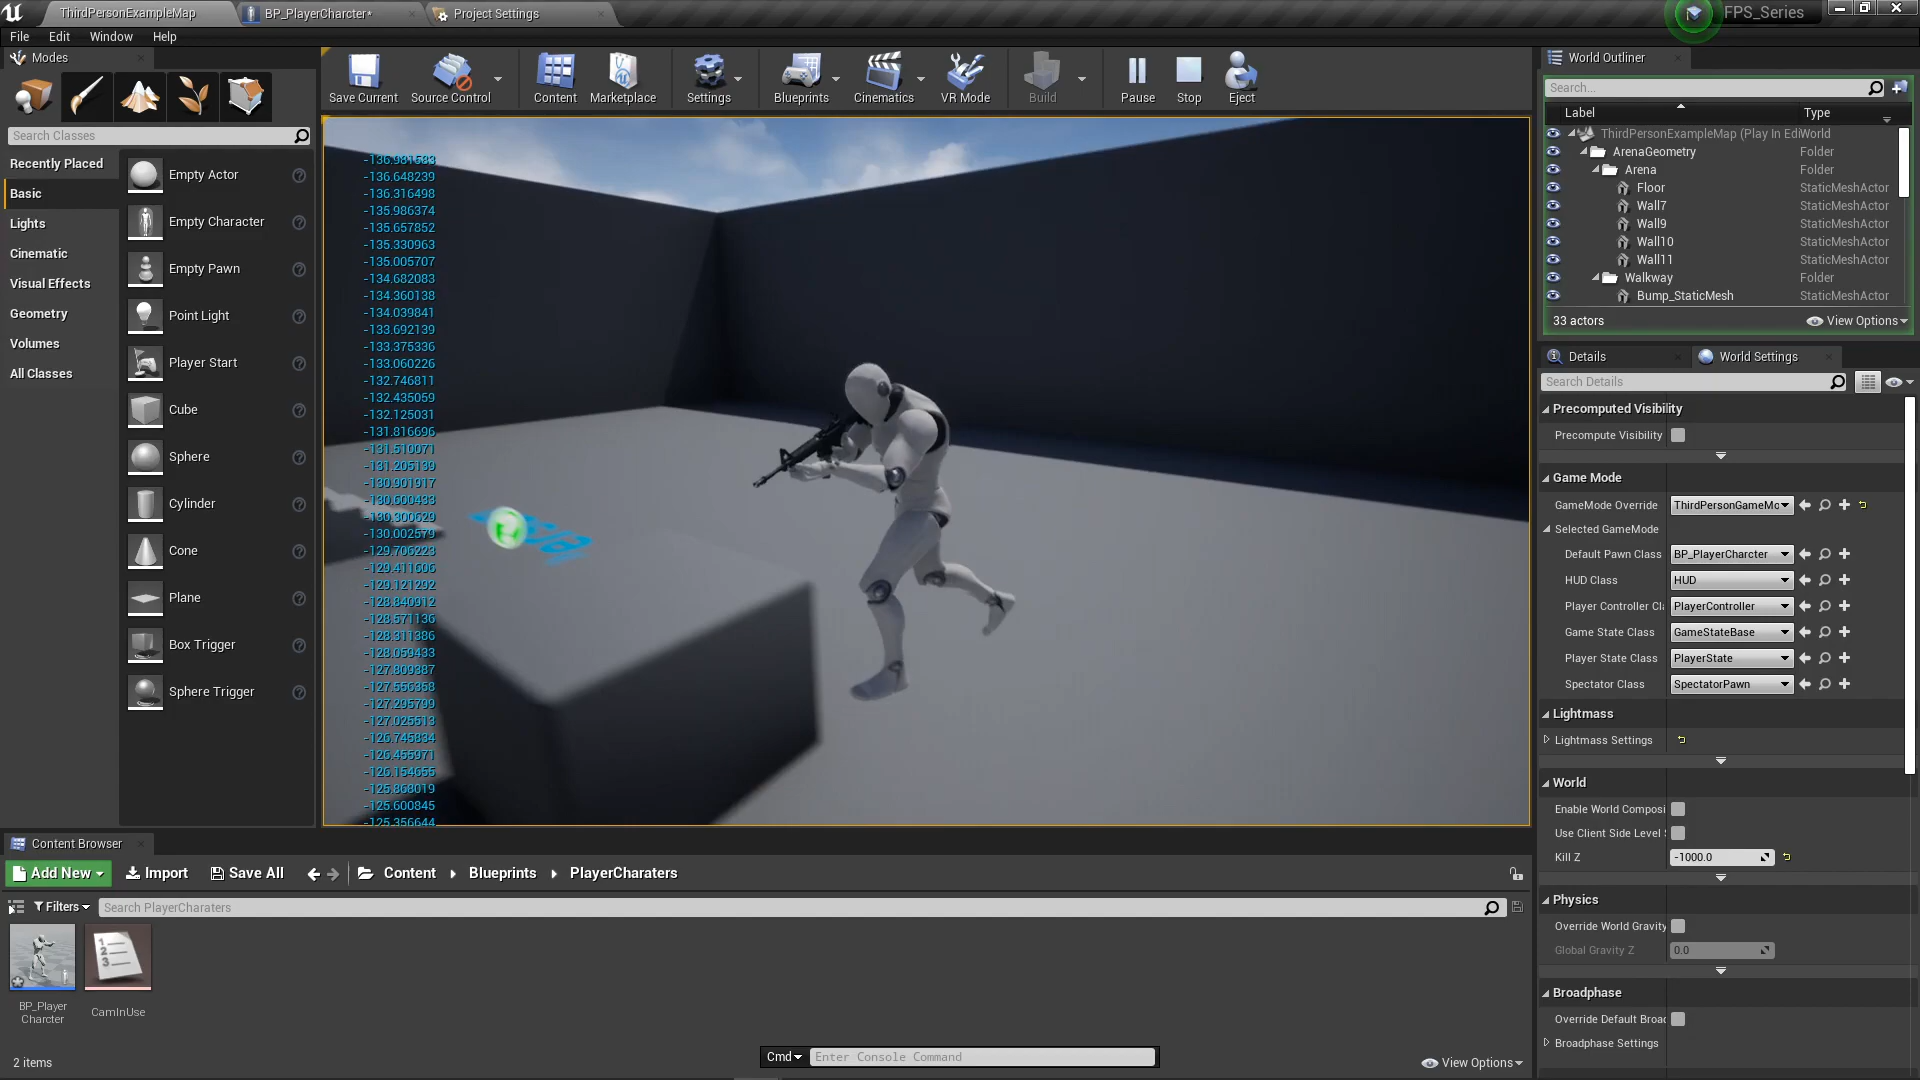 ThirdPersonExampleMap
BP_PlayerCharcter*
Project Settings
FPS_Series
File Edit Window Help
Modes
Search Classes
Recently Placed
Basic
Lights
Cinematic
Visual Effects
Geometry
Volumes
All Classes
Empty Actor
Empty Character
Empty Pawn
Point Light
Player Start
Cube
Sphere
Cylinder
Cone
Plane
Box Trigger
Sphere Trigger
Save Current
Source Control
Content
Marketplace
Settings
Blueprints
Cinematics
VR Mode
Build
Pause
Stop
Eject
-136.981583
-136.648239
-136.316498
-135.986374
-135.657852
-135.330963
-135.005707
-134.682083
-134.360138
-134.039841
-133.692139
-133.375336
-133.060226
-132.746811
-132.435059
-132.125031
-131.816696
-131.510071
-131.205139
-130.901917
-130.600433
-130.300629
-130.002579
-129.706223
-129.411606
-129.121292
-128.840912
-128.571136
-128.311386
-128.059433
-127.809387
-127.556358
-127.295799
-127.025513
-126.745834
-126.455971
-126.154655
-125.868019
-125.600845
-125.356644
World Outliner
Search...
Label Type
ThirdPersonExampleMap (Play In Edi World
ArenaGeometry Folder
Arena Folder
Floor StaticMeshActor
Wall7 StaticMeshActor
Wall9 StaticMeshActor
Wall10 StaticMeshActor
Wall11 StaticMeshActor
Walkway Folder
Bump_StaticMesh StaticMeshActor
33 actors View Options
Details World Settings
Search Details
Precomputed Visibility
Precompute Visibility
Game Mode
GameMode Override ThirdPersonGameMo
Selected GameMode
Default Pawn Class BP_PlayerCharcter
HUD Class HUD
Player Controller Cl PlayerController
Game State Class GameStateBase
Player State Class PlayerState
Spectator Class SpectatorPawn
Lightmass
Lightmass Settings
World
Enable World Composi
Use Client Side Level
Kill Z -1000.0
Physics
Override World Gravity
Global Gravity Z 0.0
Broadphase
Override Default Broad
Broadphase Settings
Content Browser
Add New Import Save All Content Blueprints PlayerCharaters
Filters Search PlayerCharaters
BP_Player
Charcter
CamInUse
2 items
Cmd Enter Console Command
View Options